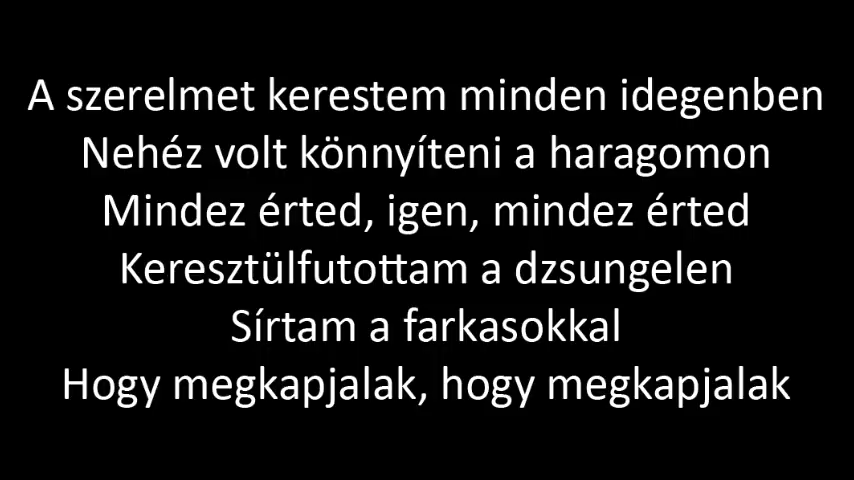 A szerelmet kerestem minden idegenben
Nehéz volt könnyíteni a haragomon
Mindez érted, igen, mindez érted
Keresztülfutottam a dzsungelen
Sírtam a farkasokkal
Hogy megkapjalak, hogy megkapjalak